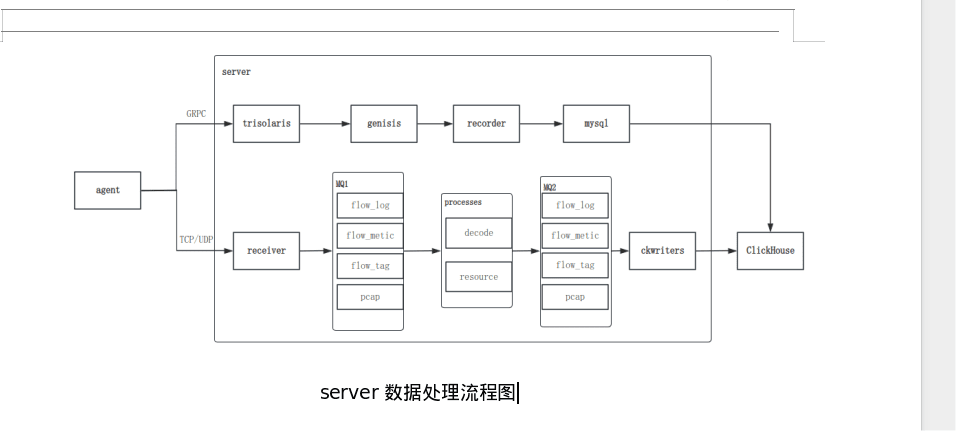 server
GRPC
trisolaris
genisis
recorder
mysql
agent
TCP/UDP
receiver
MQ1
flow_log
flow_metic
flow_tag
pcap
processes
decode
resource
MQ2
flow_log
flow_metic
flow_tag
pcap
ckwriters
ClickHouse
server 数据处理流程图